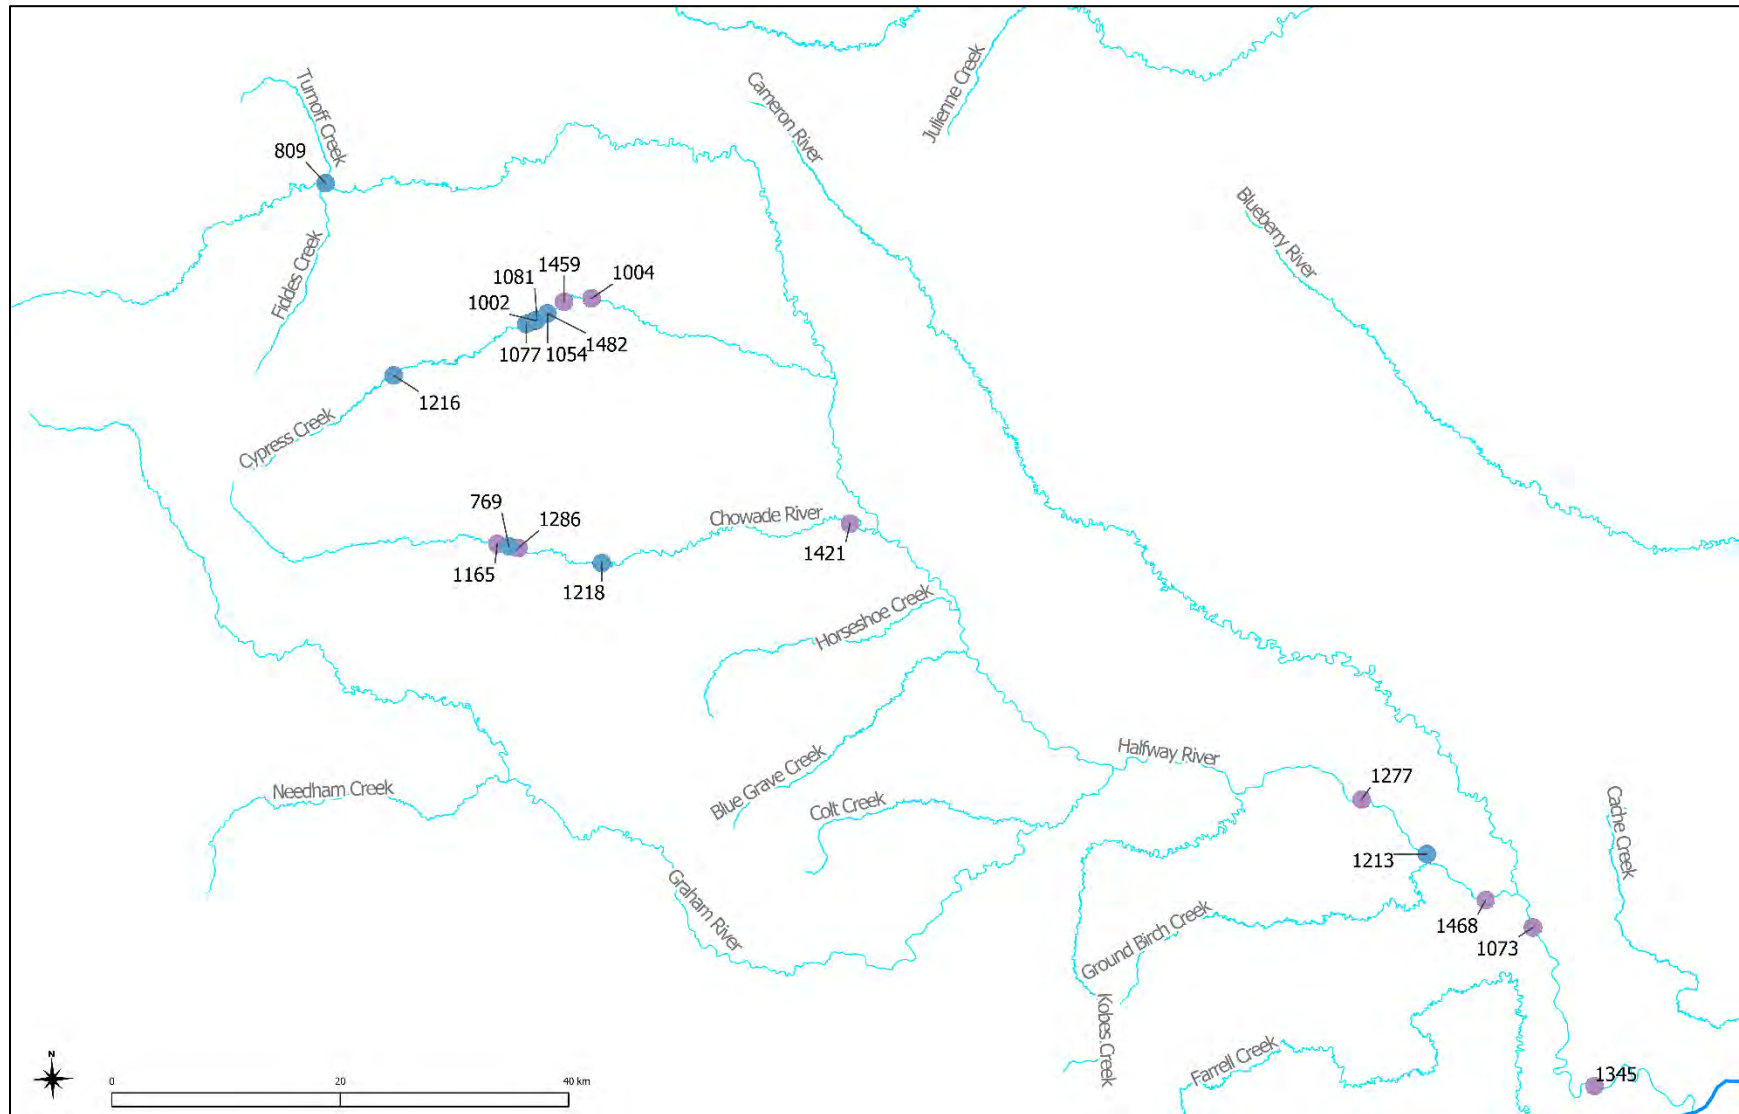 Turnoff Creek
Cameron River
Julienne Creek
809
Blueberry River
Fiddes Creek
1459
1004
1081
1002
1077
1054
1482
1216
Cypress Creek
769
1286
Chowade River
1421
1165
1218
Horseshoe Creek
Halfway River
Blue Grave Creek
Needham Creek
Colt Creek
1277
Cache Creek
1213
Graham River
1468
1073
Ground Birch Creek
Kobes Creek
Farrell Creek
1345
N
0
20
40 km